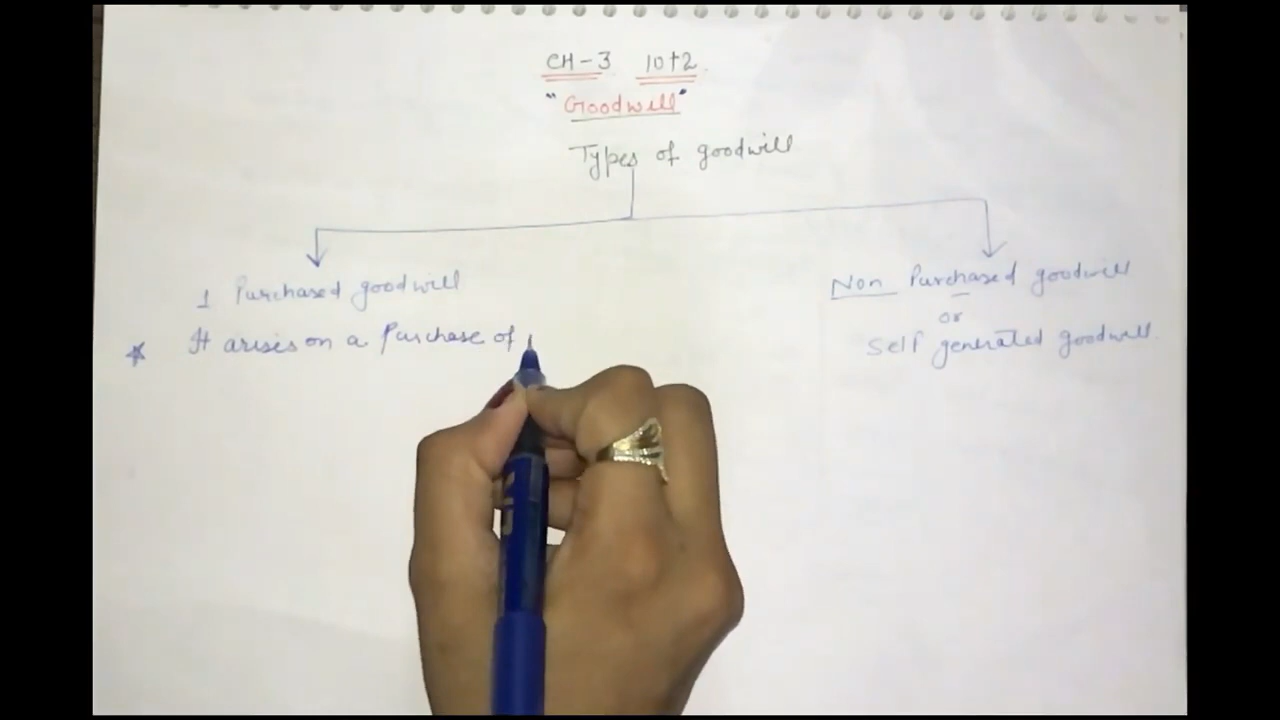 CH-3 10+2
"Goodwill"
Types of goodwill
1 Purchased goodwill
It arises on a Purchase of
Non Purchased goodwill
or
Self generated goodwill.